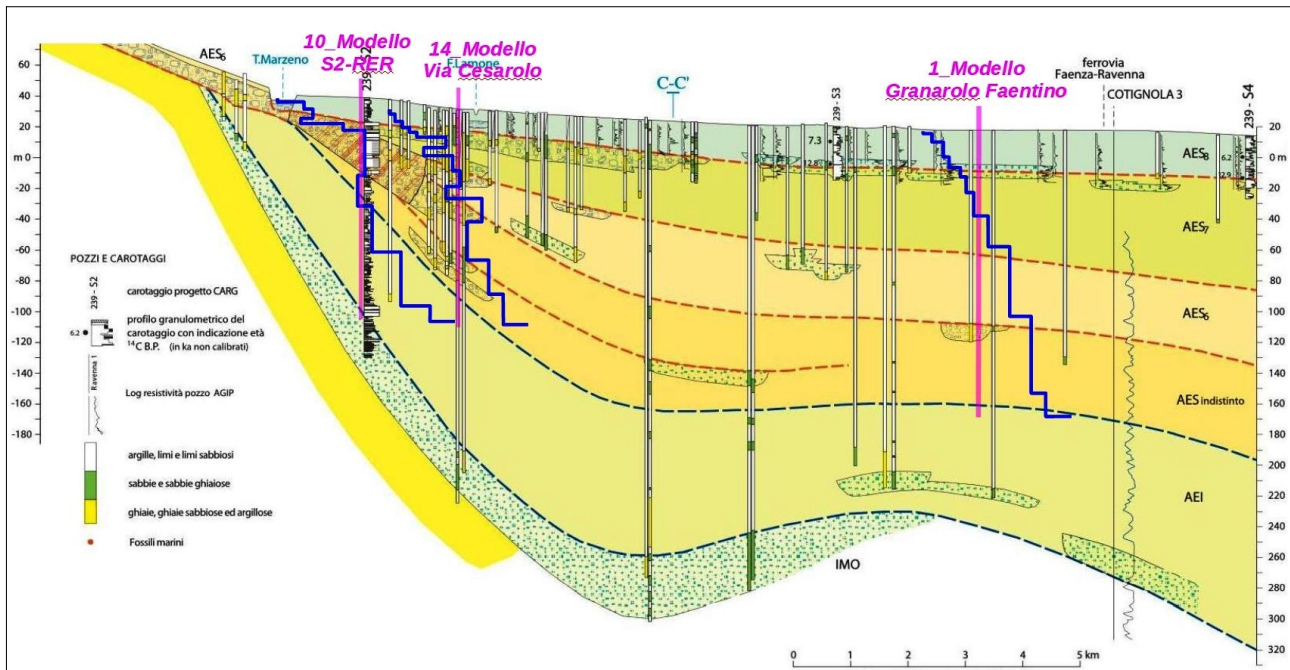 10_Modello
S2-RER
14_Modello
Via Cesarolo
1_Modello
Granarolo Faentino
AES6
T.Marzeno
239 - S2
F.Lamone
C-C'
ferrovia
Faenza-Ravenna
COTIGNOLA 3
239 - S3
239 - S4
60
40
20
m 0
-20
-40
-60
-80
-100
-120
-140
-160
-180
7.3
12.8
6.2
12.9
20
0 m
20
40
60
80
100
120
140
160
180
200
220
240
260
280
300
320
AES8
AES7
AES6
AES indistinto
AEI
IMO
POZZI E CAROTAGGI
239 - S2
carotaggio progetto CARG
6.2
profilo granulometrico del
carotaggio con indicazione età
14C B.P. (in ka non calibrati)
Ravenna 1
Log resistività pozzo AGIP
argille, limi e limi sabbiosi
sabbie e sabbie ghiaiose
ghiaie, ghiaie sabbiose ed argillose
Fossili marini
0 1 2 3 4 5 km